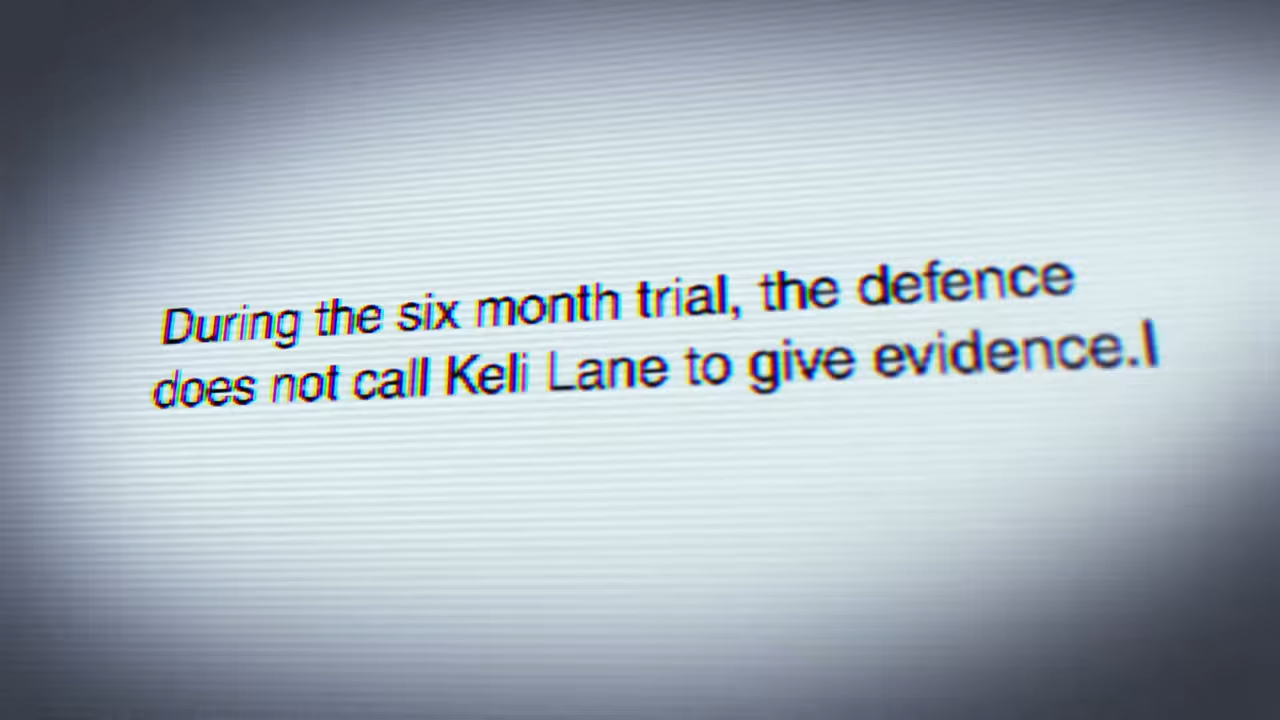 During the six month trial, the defence
does not call Keli Lane to give evidence.